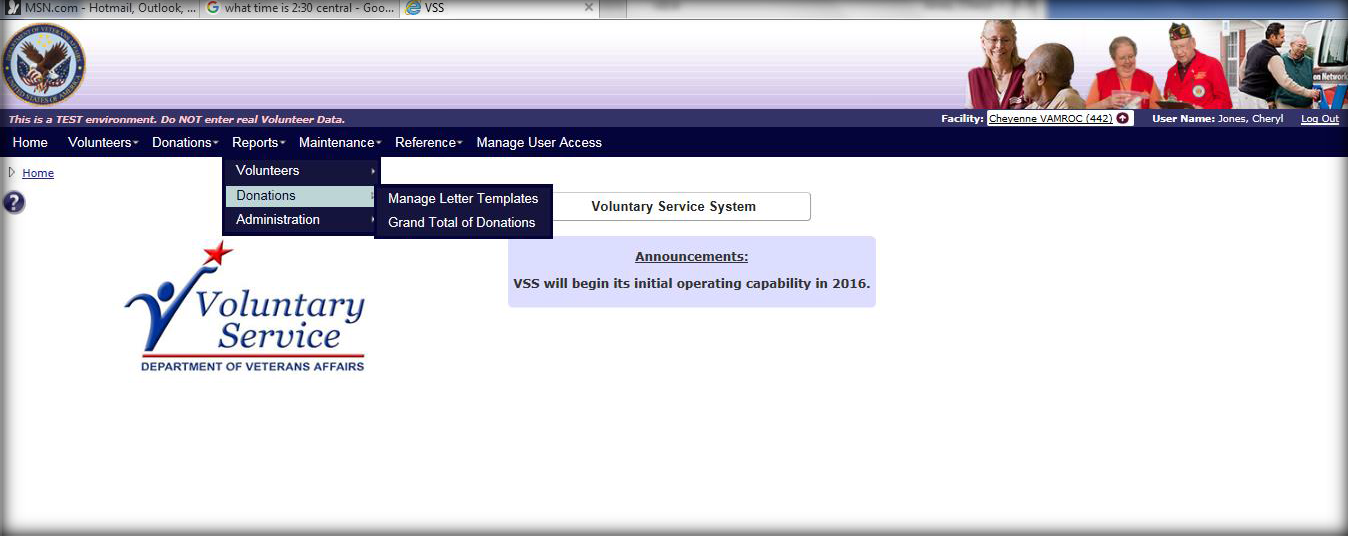 MSN.com - Hotmail, Outlook, ...
what time is 2:30 central - Goo...
VSS
This is a TEST environment. Do NOT enter real Volunteer Data.
Facility: Cheyenne VAMROC (442) User Name: Jones, Cheryl Log Out
Home Volunteers Donations Reports Maintenance Reference Manage User Access
Home
Volunteers
Donations
Administration
Manage Letter Templates
Grand Total of Donations
Voluntary Service System
Announcements:
VSS will begin its initial operating capability in 2016.
Voluntary
Service
DEPARTMENT OF VETERANS AFFAIRS